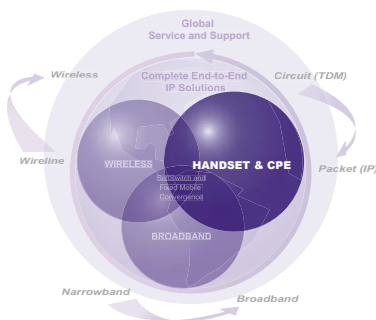 Global
Service and Support
Wireless
Complete End-to-End
IP Solutions
Circuit (TDM)
Wireline
WIRELESS
HANDSET & CPE
Packet (IP)
Softswitch and
Fixed Mobile
Convergence
BROADBAND
Narrowband
Broadband